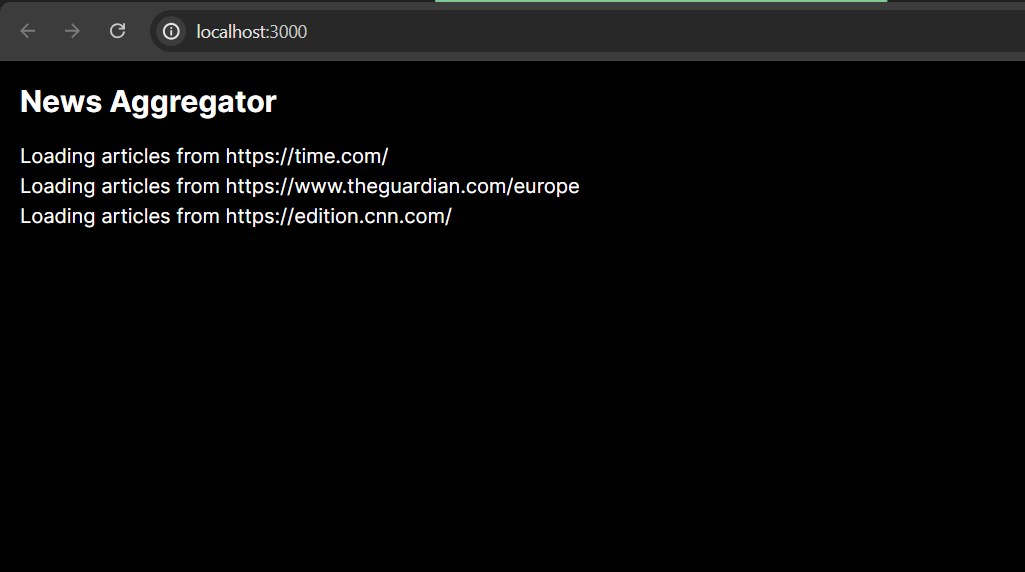 localhost:3000
News Aggregator
Loading articles from https://time.com/
Loading articles from https://www.theguardian.com/europe
Loading articles from https://edition.cnn.com/